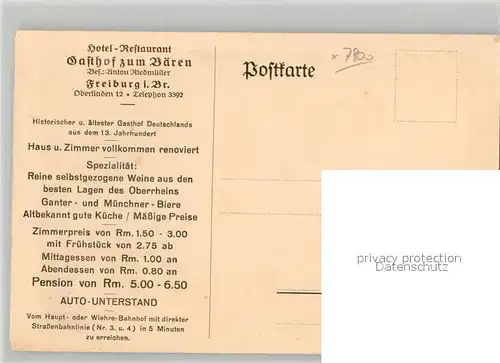 Hotel-Restaurant
Gasthof zum Bären
Bes.: Anton Riedmüller
Freiburg i. Br.
Oberlinden 12 • Telephon 3392
Historischer u. ältester Gasthof Deutschlands
aus dem 13. Jahrhundert
Haus u. Zimmer vollkommen renoviert
Spezialität:
Reine selbstgezogene Weine aus den
besten Lagen des Oberrheins
Ganter - und Münchner - Biere
Altbekannt gute Küche / Mäßige Preise
Zimmerpreis von Rm. 1.50 - 3.00
mit Frühstück von 2.75 ab
Mittagessen von Rm. 1.00 an
Abendessen von Rm. 0.80 an
Pension von Rm. 5.00 - 6.50
AUTO-UNTERSTAND
Vom Haupt- oder Wiehre-Bahnhof mit direkter
Straßenbahnlinie (Nr. 3. u. 4) in 5 Minuten
zu erreichen.
Postkarte
* 7800
privacy protection
Datenschutz